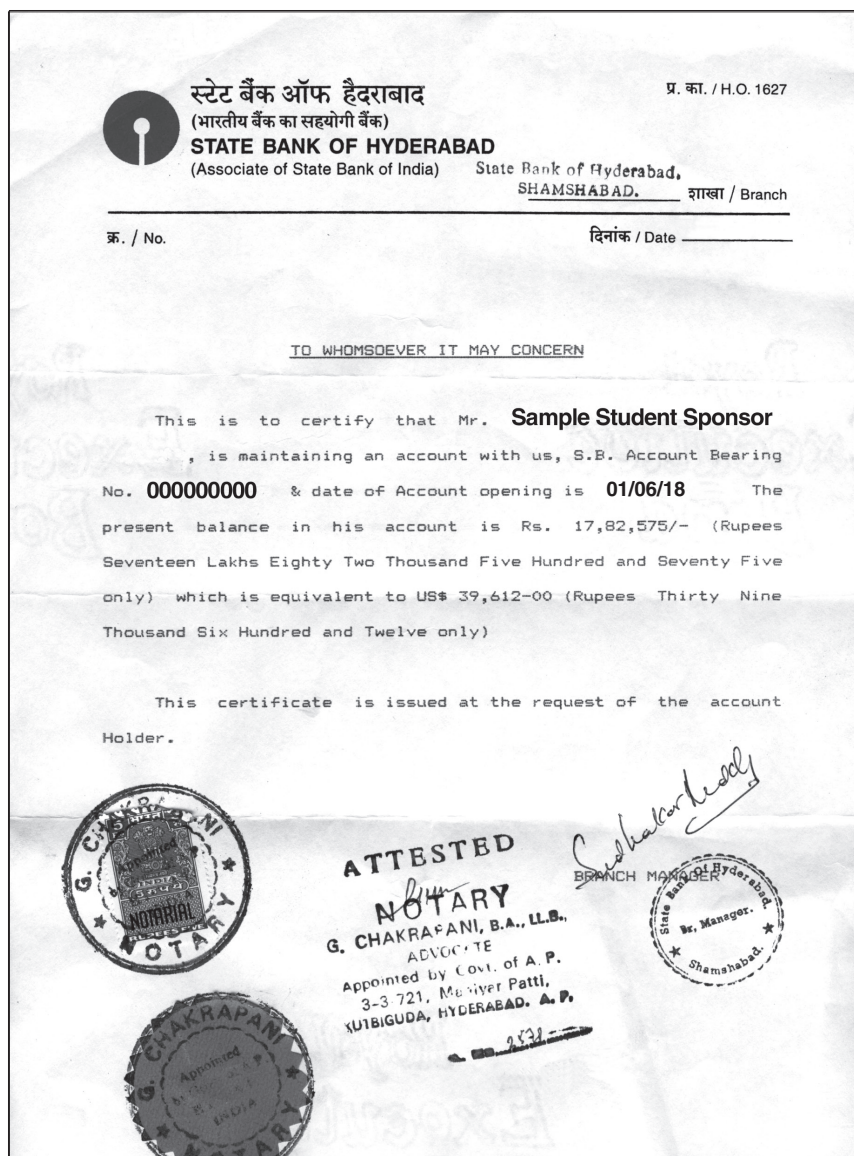 स्टेट बैंक ऑफ हैदराबाद
(भारतीय बैंक का सहयोगी बैंक)
STATE BANK OF HYDERABAD
(Associate of State Bank of India)
प्र. का. / H.O. 1627
State Bank of Hyderabad,
SHAMSHABAD. शाखा / Branch
क्र. / No.
दिनांक / Date
TO WHOMSOEVER IT MAY CONCERN
This is to certify that Mr. Sample Student Sponsor
, is maintaining an account with us, S.B. Account Bearing
No. 000000000 & date of Account opening is 01/06/18 The
present balance in his account is Rs. 17,82,575/- (Rupees
Seventeen Lakhs Eighty Two Thousand Five Hundred and Seventy Five
only) which is equivalent to US$ 39,612-00 (Rupees Thirty Nine
Thousand Six Hundred and Twelve only)
This certificate is issued at the request of the account
Holder.
Sudhakar Reddy
BRANCH MANAGER
State Bank Of Hyderabad.
Br, Manager.
Shamshabad.
G. CHAKRAPANI
Appointed
INDIA
NOTARIAL
NOTARY
ATTESTED
NOTARY
G. CHAKRAPANI, B.A., LL.B.,
ADVOCATE
Appointed by Govt. of A. P.
3-3-721, Patti,
KUTBIGUDA, HYDERABAD. A. P.
G. CHAKRAPANI
Appointed
INDIA
NOTARY